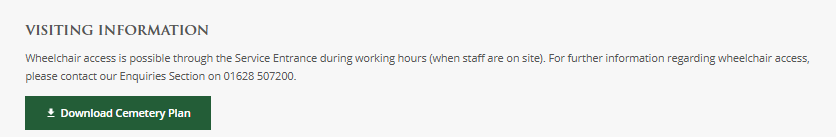 VISITING INFORMATION
Wheelchair access is possible through the Service Entrance during working hours (when staff are on site). For further information regarding wheelchair access,
please contact our Enquiries Section on 01628 507200.
Download Cemetery Plan